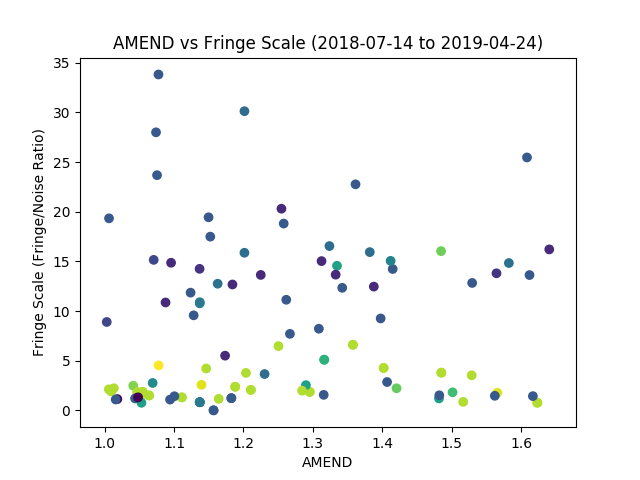 AMEND vs Fringe Scale (2018-07-14 to 2019-04-24)
35
30
25
20
15
10
5
0
Fringe Scale (Fringe/Noise Ratio)
1.0 1.1 1.2 1.3 1.4 1.5 1.6
AMEND